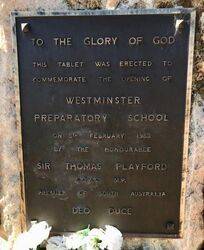 TO THE GLORY OF GOD
THIS TABLET WAS ERECTED TO
COMMEMORATE THE OPENING OF
WESTMINSTER
PREPARATORY SCHOOL
ON FEBRUARY
BY THE HONOURABLE
SIR THOMAS PLAYFORD
M.P.
PREMIER OF SOUTH AUSTRALIA
DEO DUCE